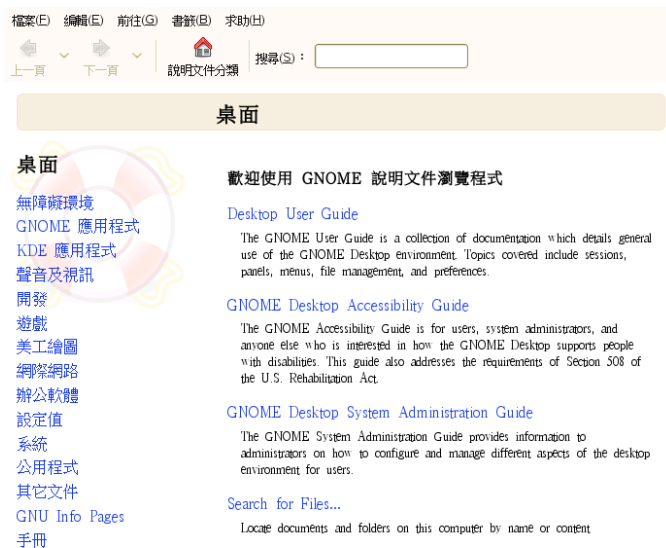 檔案(F) 編輯(E) 前往(G) 書籤(B) 求助(H)
上一頁 下一頁 說明文件分類 搜尋(S)：
桌面
桌面
無障礙環境
GNOME 應用程式
KDE 應用程式
聲音及視訊
開發
遊戲
美工繪圖
網際網路
辦公軟體
設定值
系統
公用程式
其它文件
GNU Info Pages
手冊
歡迎使用 GNOME 說明文件瀏覽程式
Desktop User Guide
The GNOME User Guide is a collection of documentation which details general
use of the GNOME Desktop environment. Topics covered include sessions,
panels, menus, file management, and preferences.
GNOME Desktop Accessibility Guide
The GNOME Accessibility Guide is for users, system administrators, and
anyone else who is interested in how the GNOME Desktop supports people
with disabilities. This guide also addresses the requirements of Section 508 of
the U.S. Rehabilitation Act.
GNOME Desktop System Administration Guide
The GNOME System Administration Guide provides information to
administrators on how to configure and manage different aspects of the desktop
environment for users.
Search for Files...
Locate documents and folders on this computer by name or content